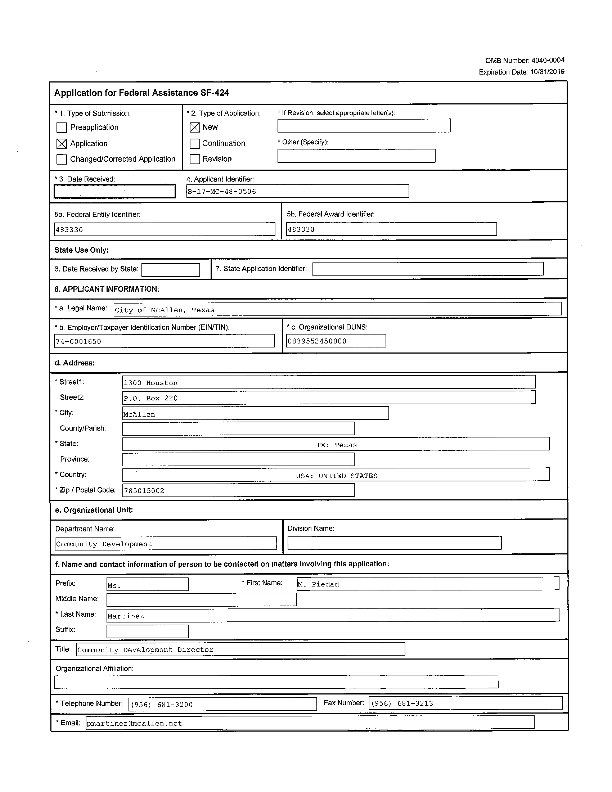 OMB Number: 4040-0004
Expiration Date: 10/31/2019
Application for Federal Assistance SF-424
* 1. Type of Submission:
* 2. Type of Application:
* If Revision, select appropriate letter(s):
Preapplication
New
Application
Continuation
* Other (Specify):
Changed/Corrected Application
Revision
* 3. Date Received:
4. Applicant Identifier:
B-17-MC-48-0506
5a. Federal Entity Identifier:
5b. Federal Award Identifier:
483330
483330
State Use Only:
6. Date Received by State:
7. State Application Identifier:
8. APPLICANT INFORMATION:
* a. Legal Name:
City of McAllen, Texas
* b. Employer/Taxpayer Identification Number (EIN/TIN):
* c. Organizational DUNS:
d. Address:
* Street1:
1300 Houston
Street2:
P.O. Box 220
* City:
McAllen
County/Parish:
* State:
TX: Texas
Province:
* Country:
USA: UNITED STATES
* Zip / Postal Code:
e. Organizational Unit:
Department Name:
Division Name:
Community Development
f. Name and contact information of person to be contacted on matters involving this application:
Prefix:
Ms.
* First Name:
Middle Name:
* Last Name:
Martinez
Suffix:
Title:
Community Development Director
Organizational Affiliation:
* Telephone Number:
(956) 681-3200
Fax Number:
(956) 681-3213
* Email:
pmartinez@mcallen.net